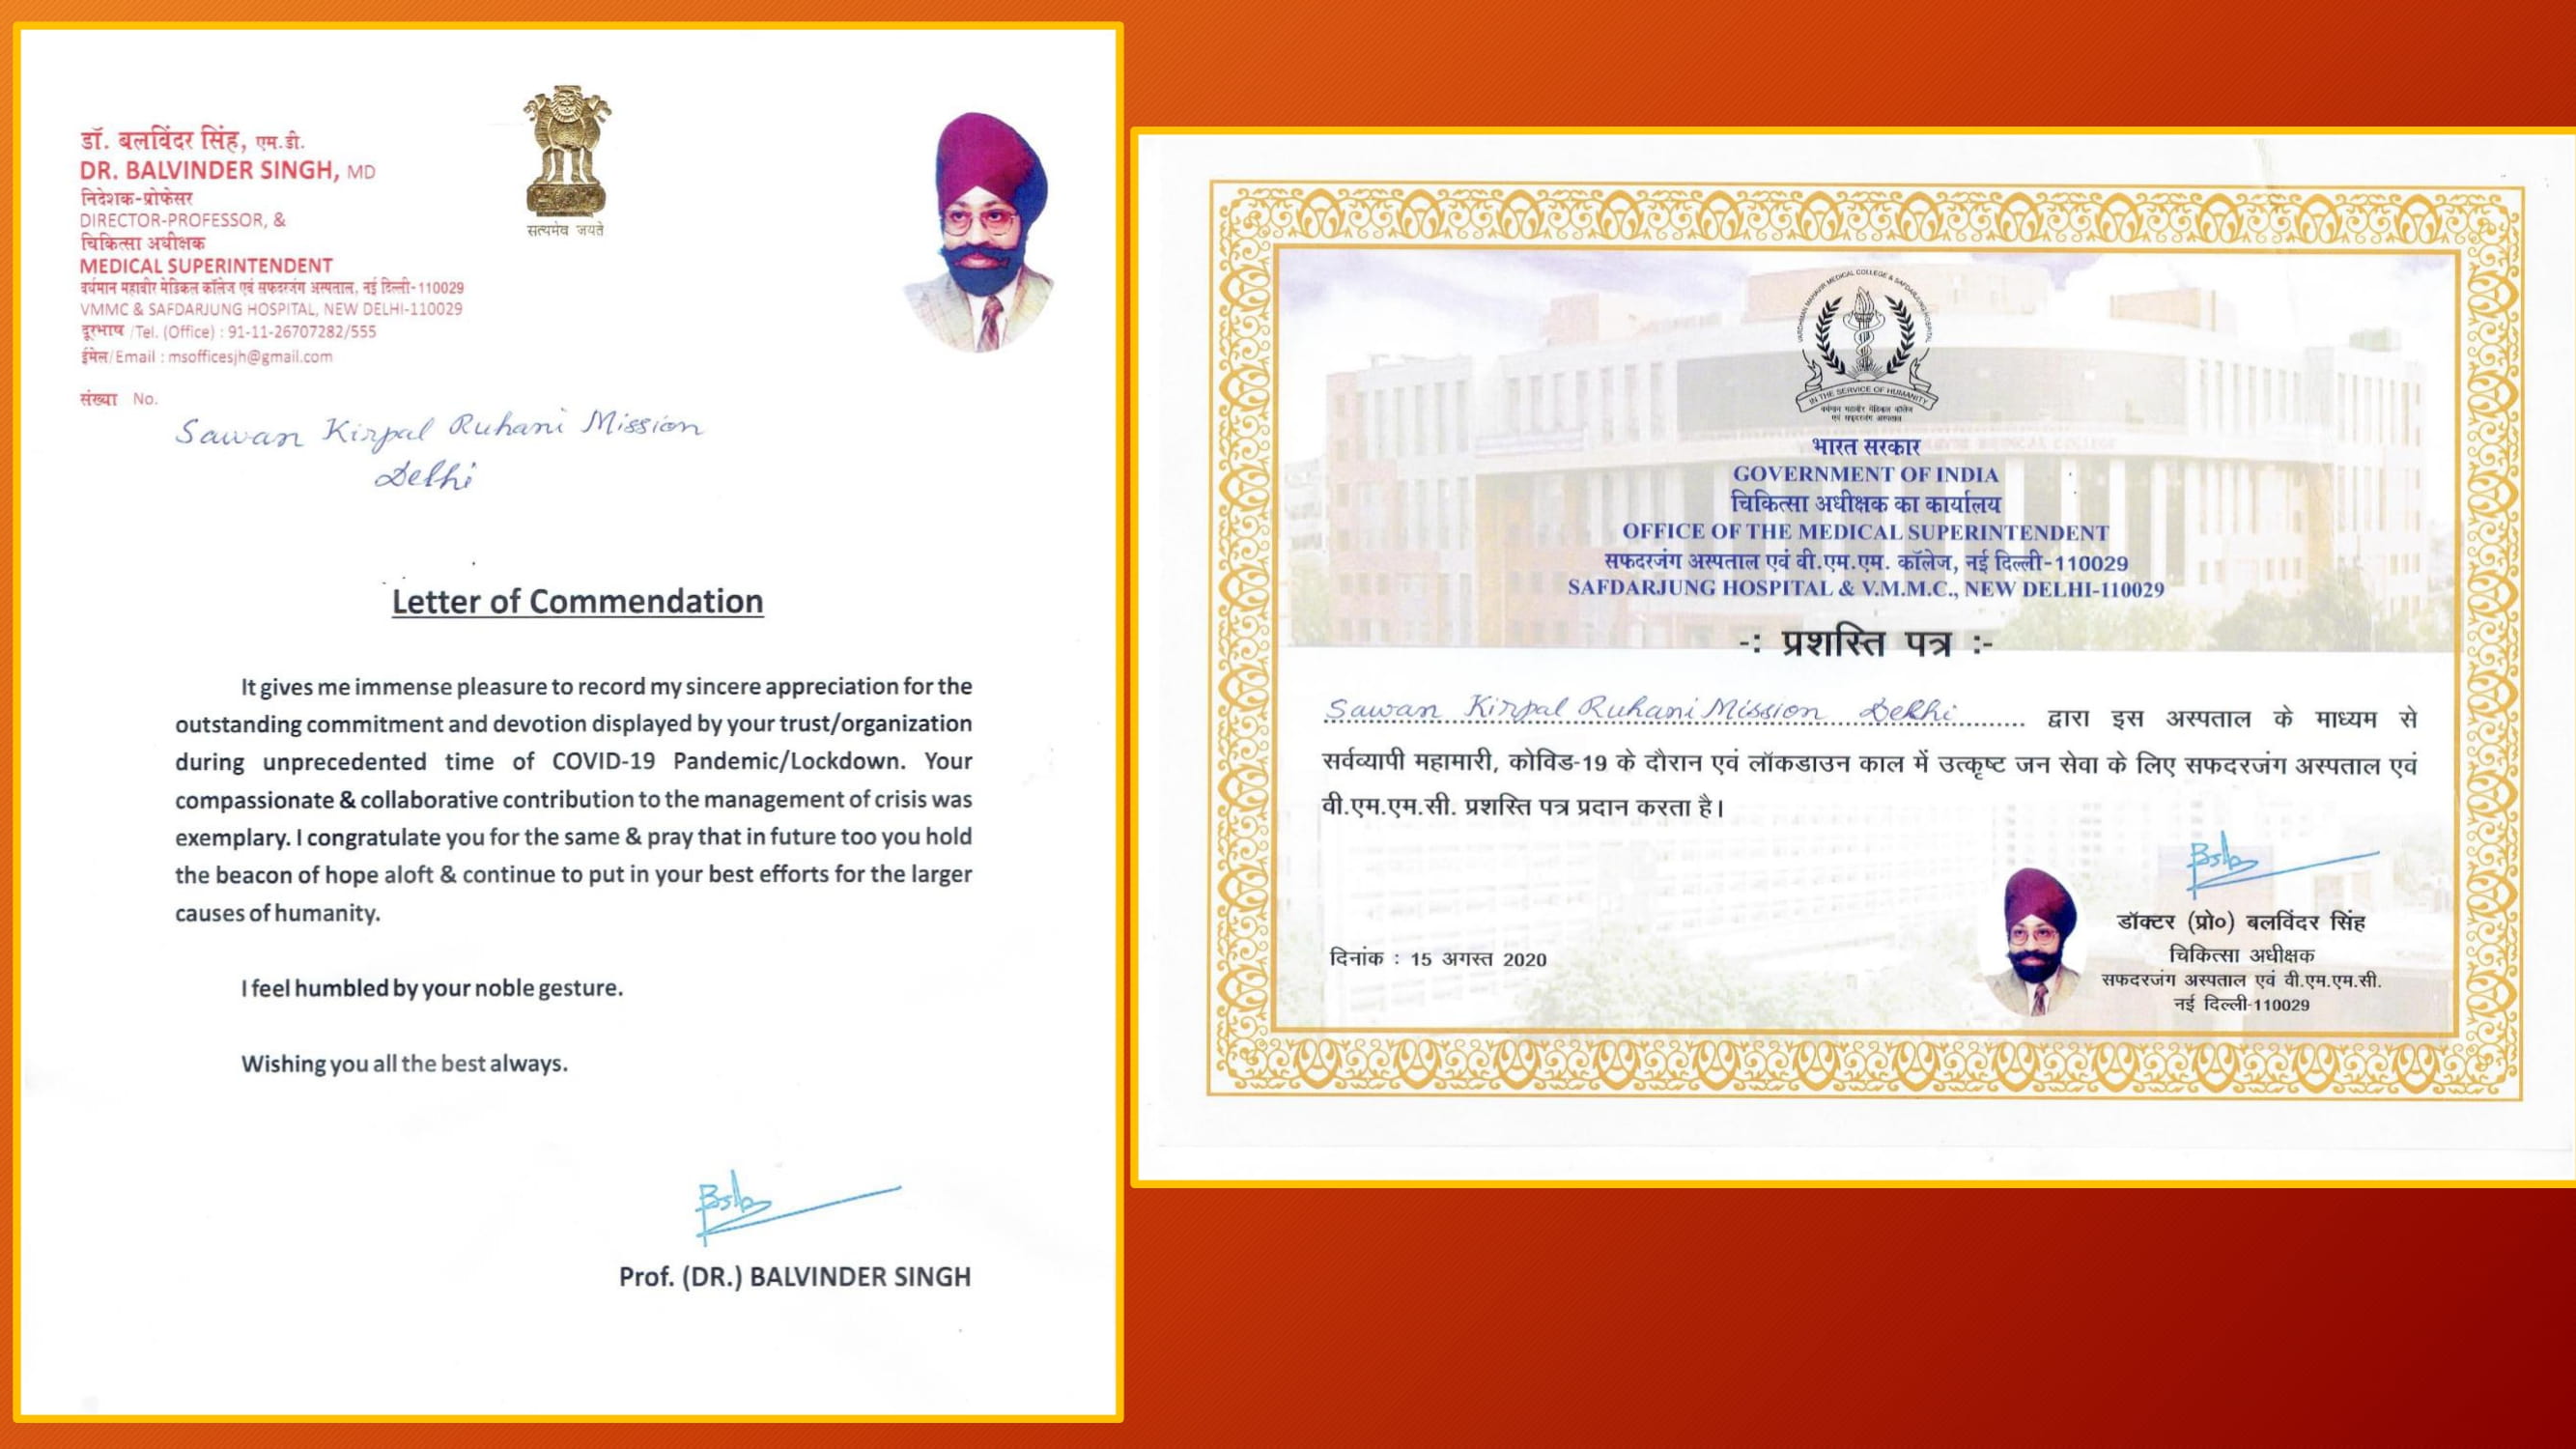 डॉ. बलविंदर सिंह, एम.डी.
DR. BALVINDER SINGH, MD
निदेशक-प्रोफेसर
DIRECTOR-PROFESSOR, &
चिकित्सा अधीक्षक
MEDICAL SUPERINTENDENT
वर्धमान महावीर मेडिकल कॉलेज एवं सफदरजंग अस्पताल, नई दिल्ली-110029
VMMC & SAFDARJUNG HOSPITAL, NEW DELHI-110029
दूरभाष /Tel. (Office) : 91-11-26707282/555
ईमेल/Email : msofficesjh@gmail.com
संख्या No.
सत्यमेव जयते
Sawan Kirpal Ruhani Mission
Delhi
Letter of Commendation
It gives me immense pleasure to record my sincere appreciation for the
outstanding commitment and devotion displayed by your trust/organization
during unprecedented time of COVID-19 Pandemic/Lockdown. Your
compassionate & collaborative contribution to the management of crisis was
exemplary. I congratulate you for the same & pray that in future too you hold
the beacon of hope aloft & continue to put in your best efforts for the larger
causes of humanity.
I feel humbled by your noble gesture.
Wishing you all the best always.
Prof. (DR.) BALVINDER SINGH
VARDHMAN MAHAVIR MEDICAL COLLEGE & SAFDARJUNG HOSPITAL
IN THE SERVICE OF HUMANITY
वर्धमान महावीर मेडिकल कॉलेज
एवं सफदरजंग अस्पताल
भारत सरकार
GOVERNMENT OF INDIA
चिकित्सा अधीक्षक का कार्यालय
OFFICE OF THE MEDICAL SUPERINTENDENT
सफदरजंग अस्पताल एवं वी.एम.एम. कॉलेज, नई दिल्ली-110029
SAFDARJUNG HOSPITAL & V.M.M.C., NEW DELHI-110029
-: प्रशस्ति पत्र :-
Sawan Kirpal Ruhani Mission Delhi द्वारा इस अस्पताल के माध्यम से
सर्वव्यापी महामारी, कोविड-19 के दौरान एवं लॉकडाउन काल में उत्कृष्ट जन सेवा के लिए सफदरजंग अस्पताल एवं
वी.एम.एम.सी. प्रशस्ति पत्र प्रदान करता है।
दिनांक : 15 अगस्त 2020
डॉक्टर (प्रो०) बलविंदर सिंह
चिकित्सा अधीक्षक
सफदरजंग अस्पताल एवं वी.एम.एम.सी.
नई दिल्ली-110029